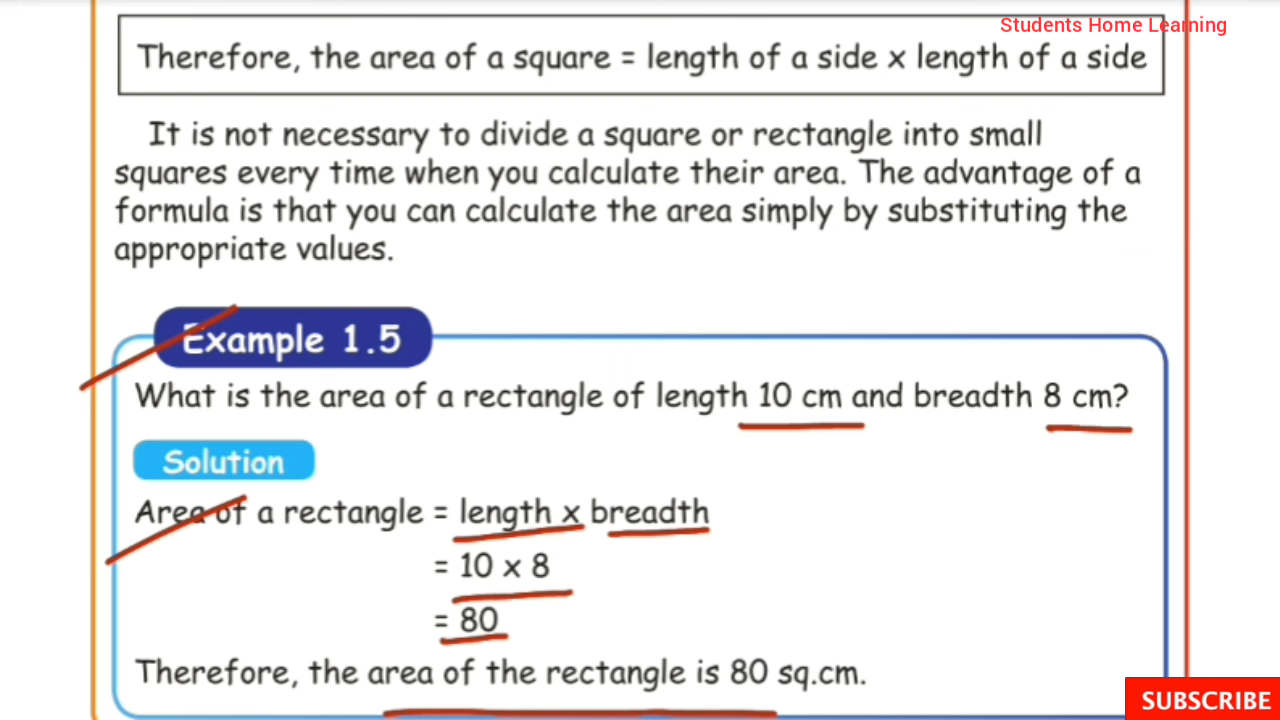 Students Home Learning
Therefore, the area of a square = length of a side x length of a side
It is not necessary to divide a square or rectangle into small
squares every time when you calculate their area. The advantage of a
formula is that you can calculate the area simply by substituting the
appropriate values.
Example 1.5
What is the area of a rectangle of length 10 cm and breadth 8 cm?
Solution
Area of a rectangle = length x breadth
= 10 x 8
= 80
Therefore, the area of the rectangle is 80 sq.cm.
SUBSCRIBE